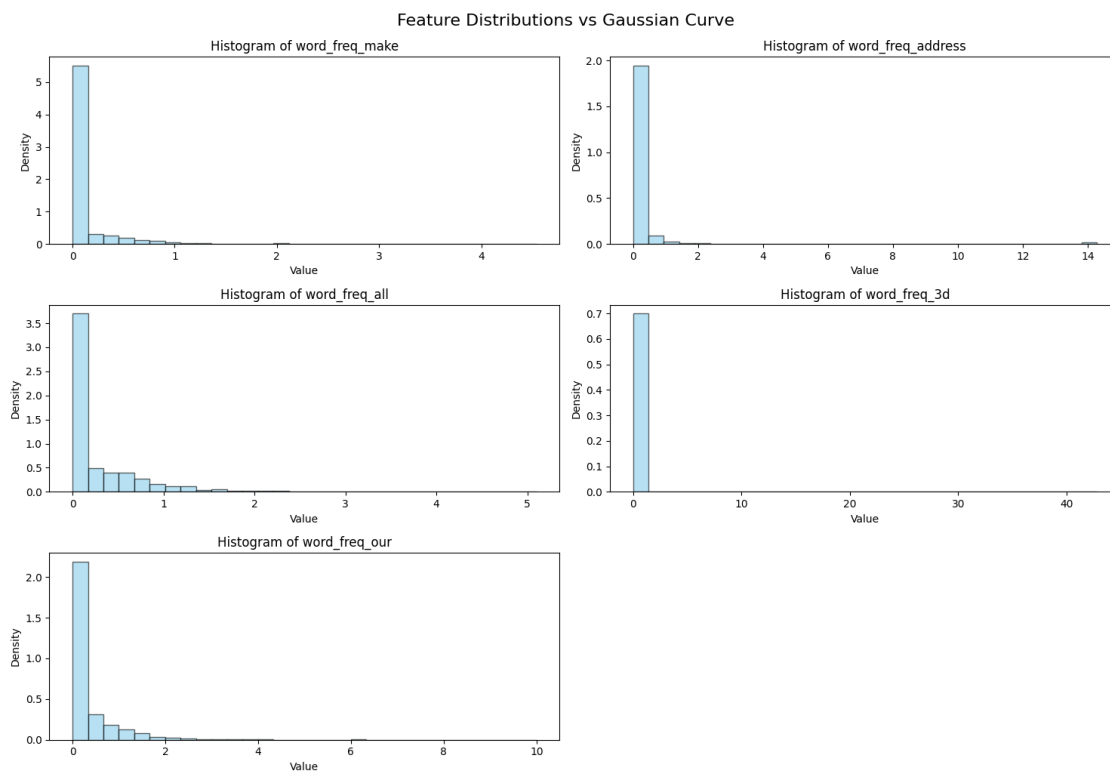 Feature Distributions vs Gaussian Curve
Histogram of word_freq_make
5
4
3
2
1
0
Density
0 1 2 3 4
Value
Histogram of word_freq_address
2.0
1.5
1.0
0.5
0.0
Density
0 2 4 6 8 10 12 14
Value
Histogram of word_freq_all
3.5
3.0
2.5
2.0
1.5
1.0
0.5
0.0
Density
0 1 2 3 4 5
Value
Histogram of word_freq_3d
0.7
0.6
0.5
0.4
0.3
0.2
0.1
0.0
Density
0 10 20 30 40
Value
Histogram of word_freq_our
2.0
1.5
1.0
0.5
0.0
Density
0 2 4 6 8 10
Value